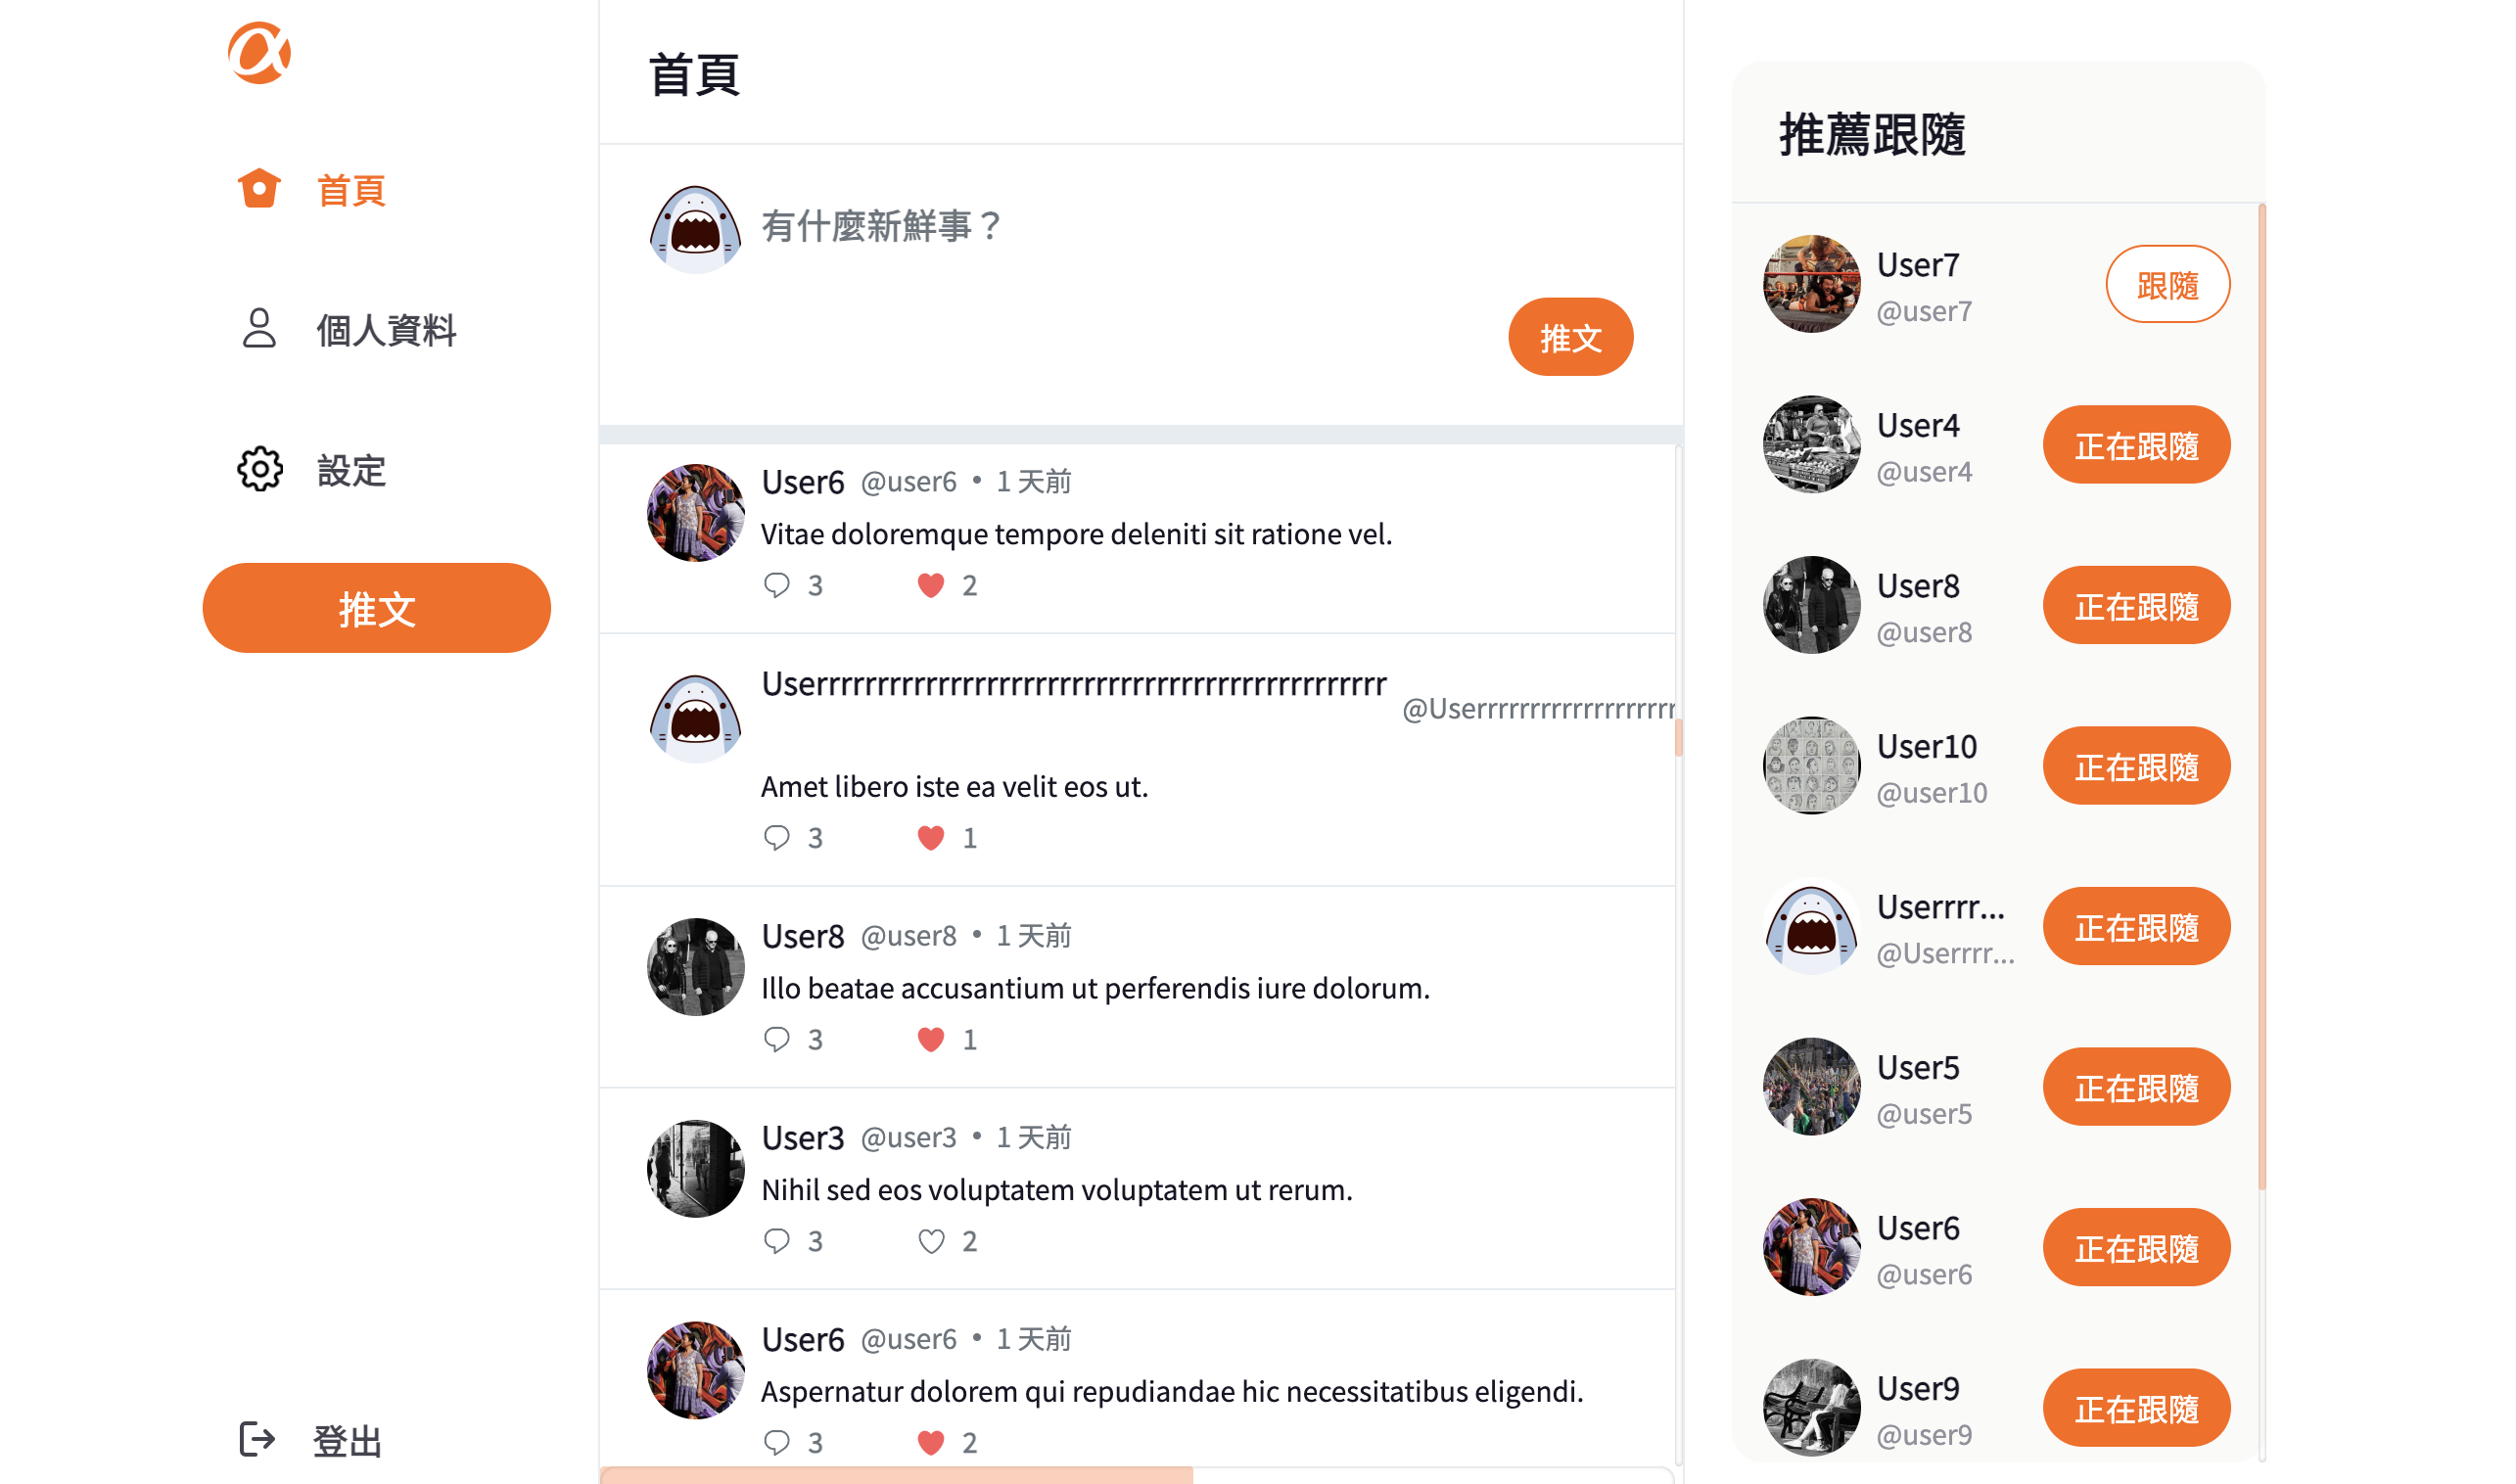 首頁
個人資料
設定
推文
登出
首頁
有什麼新鮮事？
推文
User6 @user6 • 1 天前
Vitae doloremque tempore deleniti sit ratione vel.
3 2
Userrrrrrrrrrrrrrrrrrrrrrrrrrrrrrrrrrrrrrrrrrrrrrrr
@Userrrrrrrrrrrrrrrrrrr
Amet libero iste ea velit eos ut.
3 1
User8 @user8 • 1 天前
Illo beatae accusantium ut perferendis iure dolorum.
3 1
User3 @user3 • 1 天前
Nihil sed eos voluptatem voluptatem ut rerum.
3 2
User6 @user6 • 1 天前
Aspernatur dolorem qui repudiandae hic necessitatibus eligendi.
3 2
推薦跟隨
User7
@user7
跟隨
User4
@user4
正在跟隨
User8
@user8
正在跟隨
User10
@user10
正在跟隨
Userrrr...
@Userrrr...
正在跟隨
User5
@user5
正在跟隨
User6
@user6
正在跟隨
User9
@user9
正在跟隨